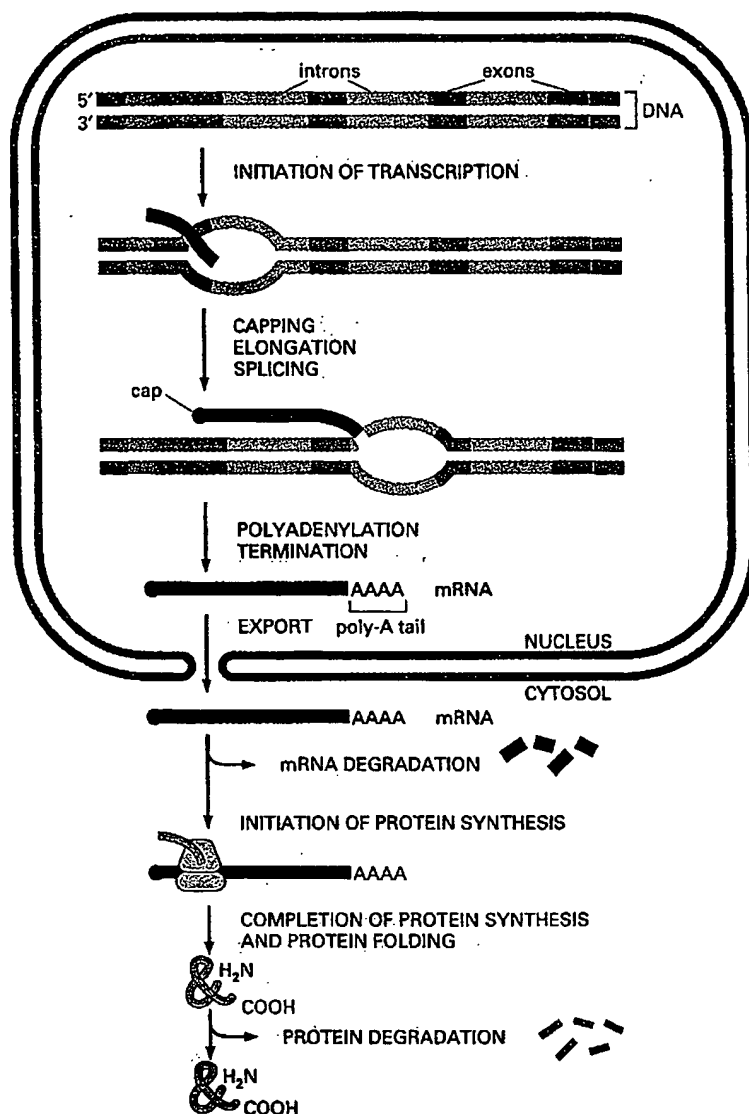 introns exons
5′
3′
DNA
INITIATION OF TRANSCRIPTION
CAPPING
ELONGATION
SPLICING
cap
POLYADENYLATION
TERMINATION
AAAA mRNA
EXPORT poly-A tail
NUCLEUS
CYTOSOL
AAAA mRNA
mRNA DEGRADATION
INITIATION OF PROTEIN SYNTHESIS
AAAA
COMPLETION OF PROTEIN SYNTHESIS
AND PROTEIN FOLDING
H₂N
COOH
PROTEIN DEGRADATION
H₂N
COOH